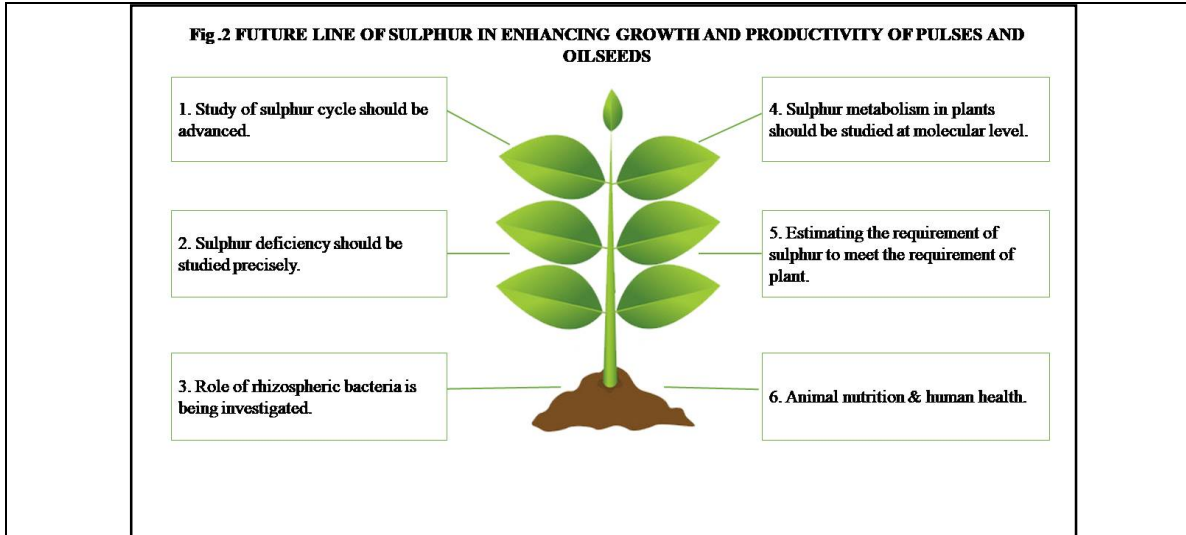 Fig .2 FUTURE LINE OF SULPHUR IN ENHANCING GROWTH AND PRODUCTIVITY OF PULSES AND
OILSEEDS
1. Study of sulphur cycle should be
advanced.
2. Sulphur deficiency should be
studied precisely.
3. Role of rhizospheric bacteria is
being investigated.
4. Sulphur metabolism in plants
should be studied at molecular level.
5. Estimating the requirement of
sulphur to meet the requirement of
plant.
6. Animal nutrition & human health.